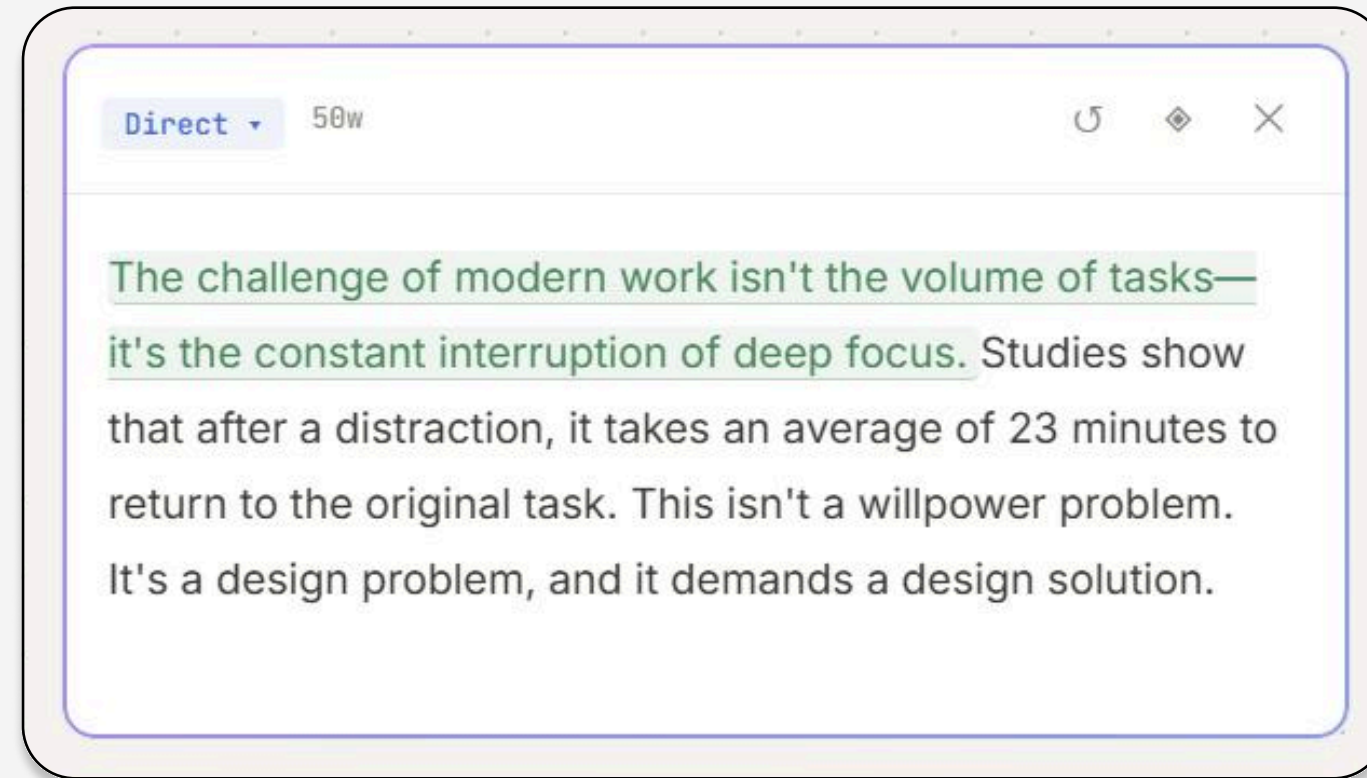 Direct ▾ 50w
The challenge of modern work isn't the volume of tasks—
it's the constant interruption of deep focus. Studies show
that after a distraction, it takes an average of 23 minutes to
return to the original task. This isn't a willpower problem.
It's a design problem, and it demands a design solution.